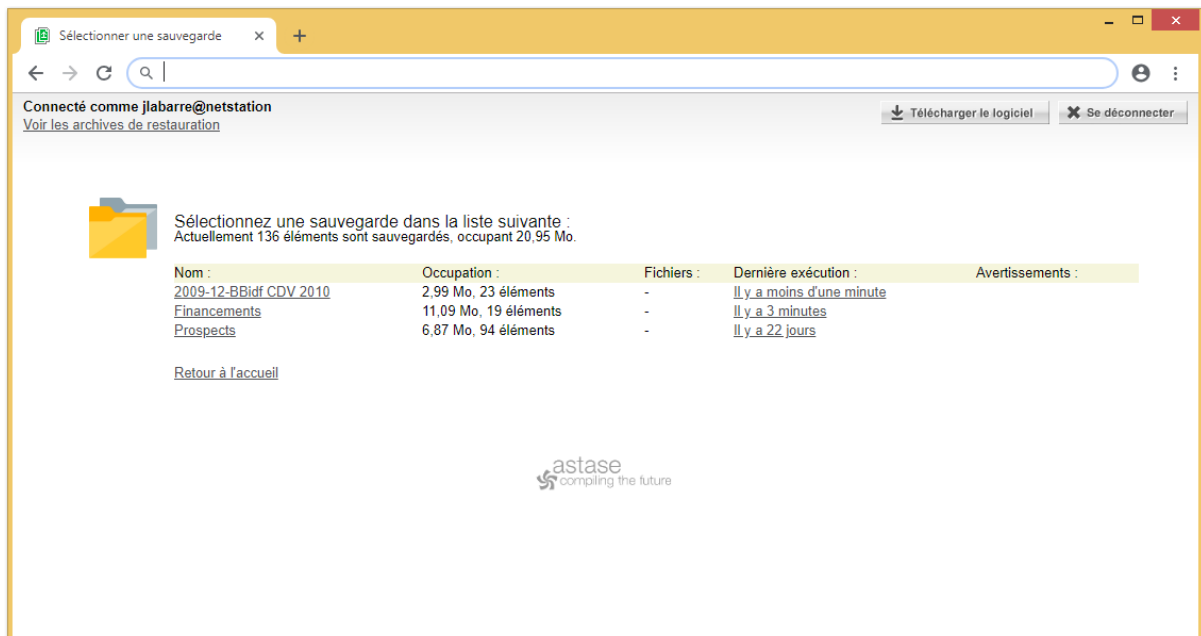 Sélectionner une sauvegarde
Connecté comme jlabarre@netstation
Télécharger le logiciel
Se déconnecter
Voir les archives de restauration
Sélectionnez une sauvegarde dans la liste suivante :
Actuellement 136 éléments sont sauvegardés, occupant 20,95 Mo.
Nom : Occupation : Fichiers : Dernière exécution : Avertissements :
2009-12-BBidf CDV 2010 2,99 Mo, 23 éléments - Il y a moins d'une minute
Financements 11,09 Mo, 19 éléments - Il y a 3 minutes
Prospects 6,87 Mo, 94 éléments - Il y a 22 jours
Retour à l'accueil
astase
compiling the future